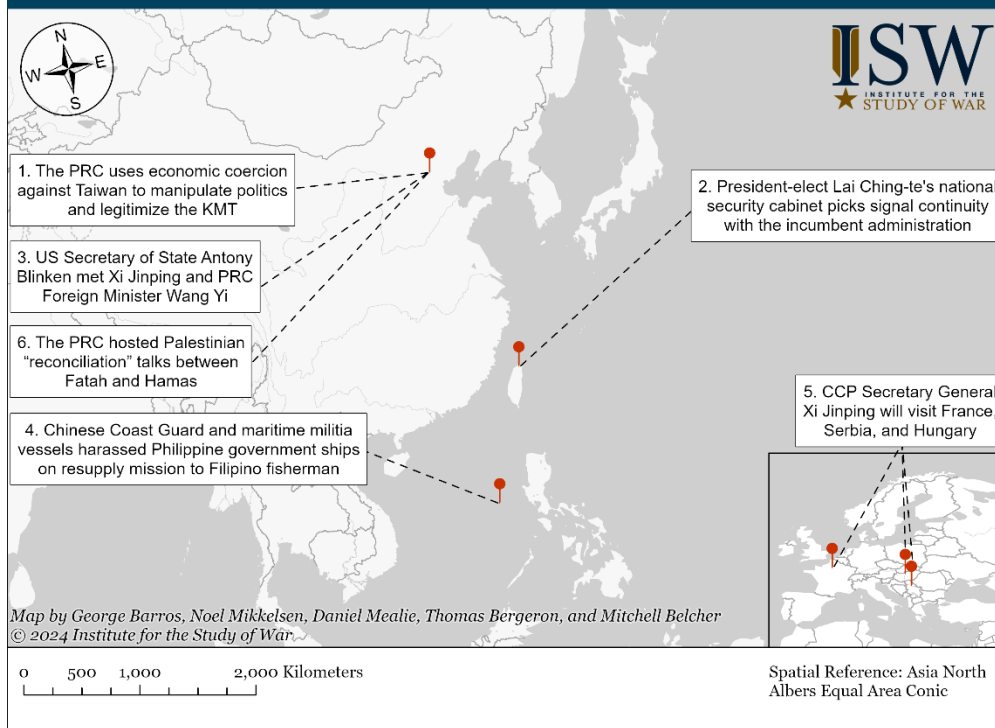 N
W
E
S
ISW
INSTITUTE FOR THE
STUDY OF WAR
1. The PRC uses economic coercion
against Taiwan to manipulate politics
and legitimize the KMT
2. President-elect Lai Ching-te's national
security cabinet picks signal continuity
with the incumbent administration
3. US Secretary of State Antony
Blinken met Xi Jinping and PRC
Foreign Minister Wang Yi
6. The PRC hosted Palestinian
“reconciliation” talks between
Fatah and Hamas
4. Chinese Coast Guard and maritime militia
vessels harassed Philippine government ships
on resupply mission to Filipino fisherman
5. CCP Secretary General
Xi Jinping will visit France,
Serbia, and Hungary
Map by George Barros, Noel Mikkelsen, Daniel Mealie, Thomas Bergeron, and Mitchell Belcher
© 2024 Institute for the Study of War
0 500 1,000 2,000 Kilometers
Spatial Reference: Asia North
Albers Equal Area Conic